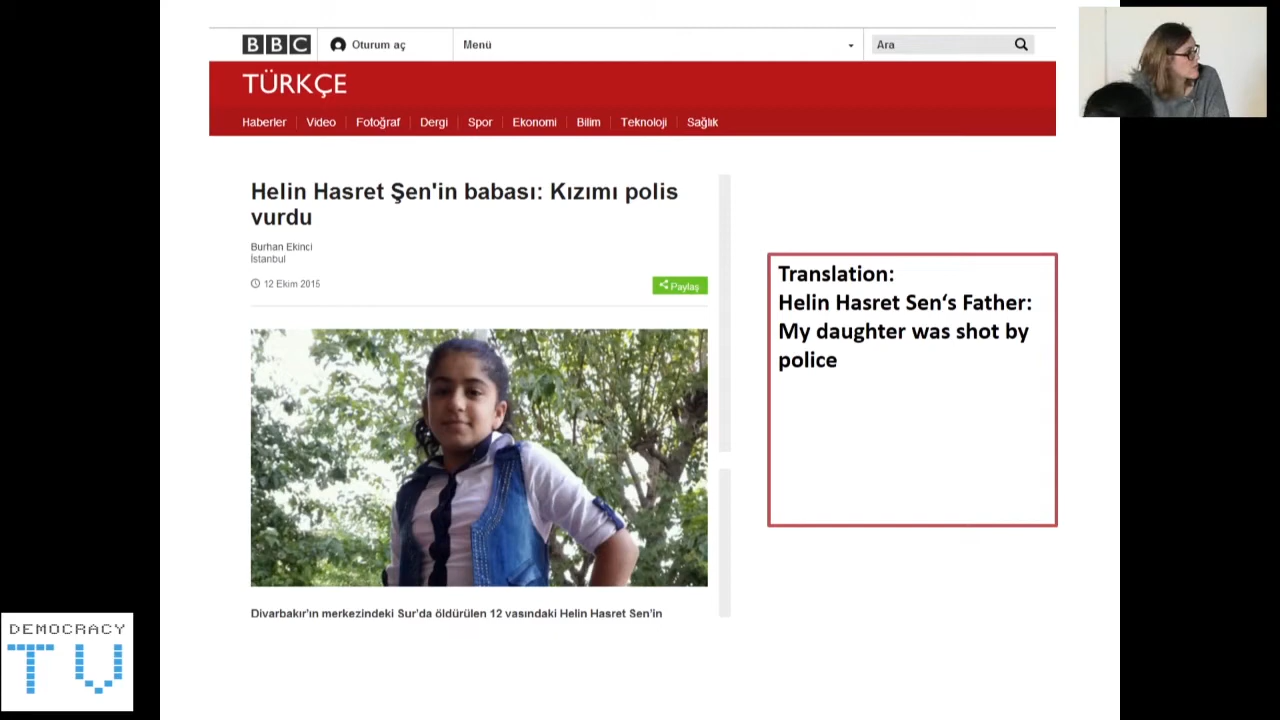 BBC
Oturum aç
Menü
Ara
TÜRKÇE
Haberler
Video
Fotoğraf
Dergi
Spor
Ekonomi
Bilim
Teknoloji
Sağlık
Helin Hasret Şen'in babası: Kızımı polis
vurdu
Burhan Ekinci
İstanbul
12 Ekim 2015
Paylaş
Diyarbakır'ın merkezindeki Sur'da öldürülen 12 yaşındaki Helin Hasret Şen'in
Translation:
Helin Hasret Sen‘s Father:
My daughter was shot by
police
DEMOCRACY
TV